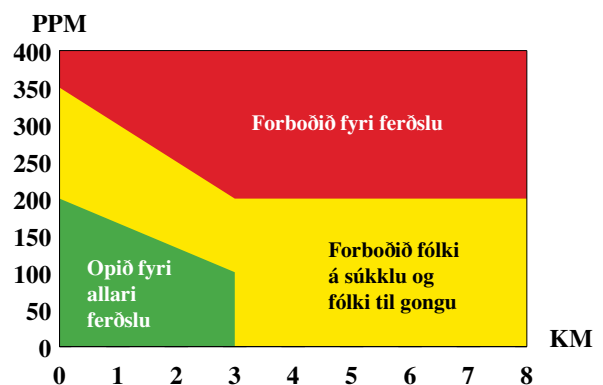 PPM
400
350
300
250
200
150
100
50
0
Forboðið fyri ferðslu
Opið fyri
allari
ferðslu
Forboðið fólki
á súkklu og
fólki til gongu
KM
0 1 2 3 4 5 6 7 8